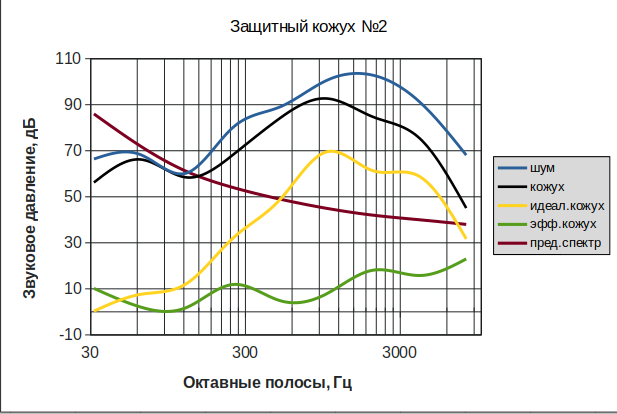 Защитный кожух №2
110
90
70
50
30
10
-10
30 300 3000
Звуковое давление, дБ
Октавные полосы, Гц
шум
кожух
идеал.кожух
эфф.кожух
пред.спектр